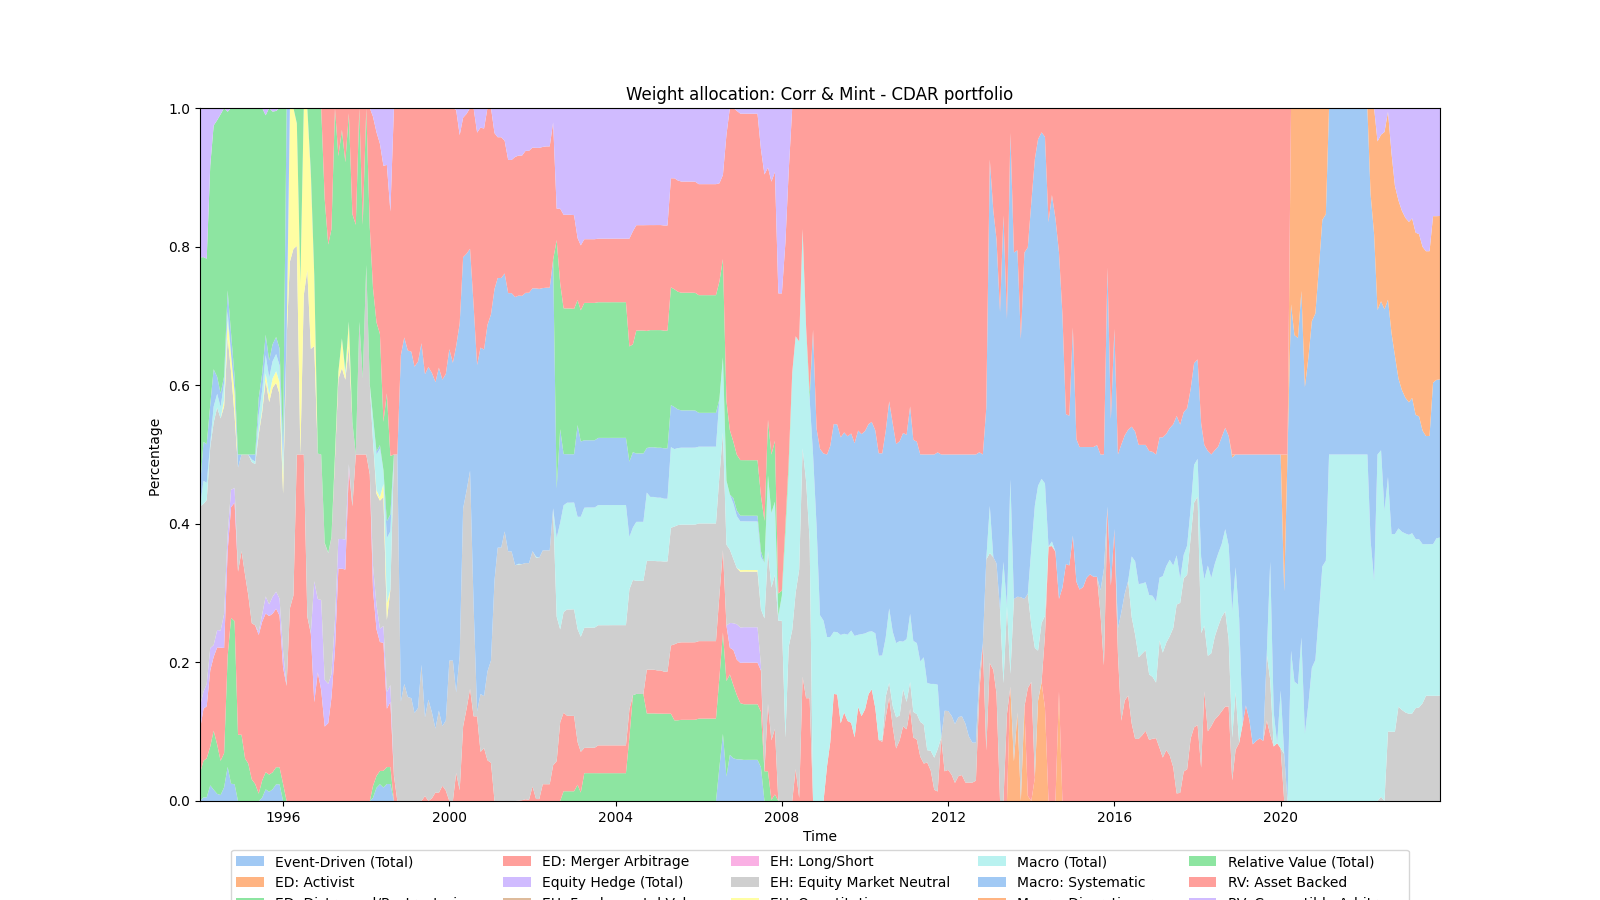 Weight allocation: Corr & Mint - CDAR portfolio
1.0
0.8
0.6
0.4
0.2
0.0
Percentage
1996 2000 2004 2008 2012 2016 2020
Time
Event-Driven (Total) ED: Merger Arbitrage EH: Long/Short Macro (Total) Relative Value (Total)
ED: Activist Equity Hedge (Total) EH: Equity Market Neutral Macro: Systematic RV: Asset Backed